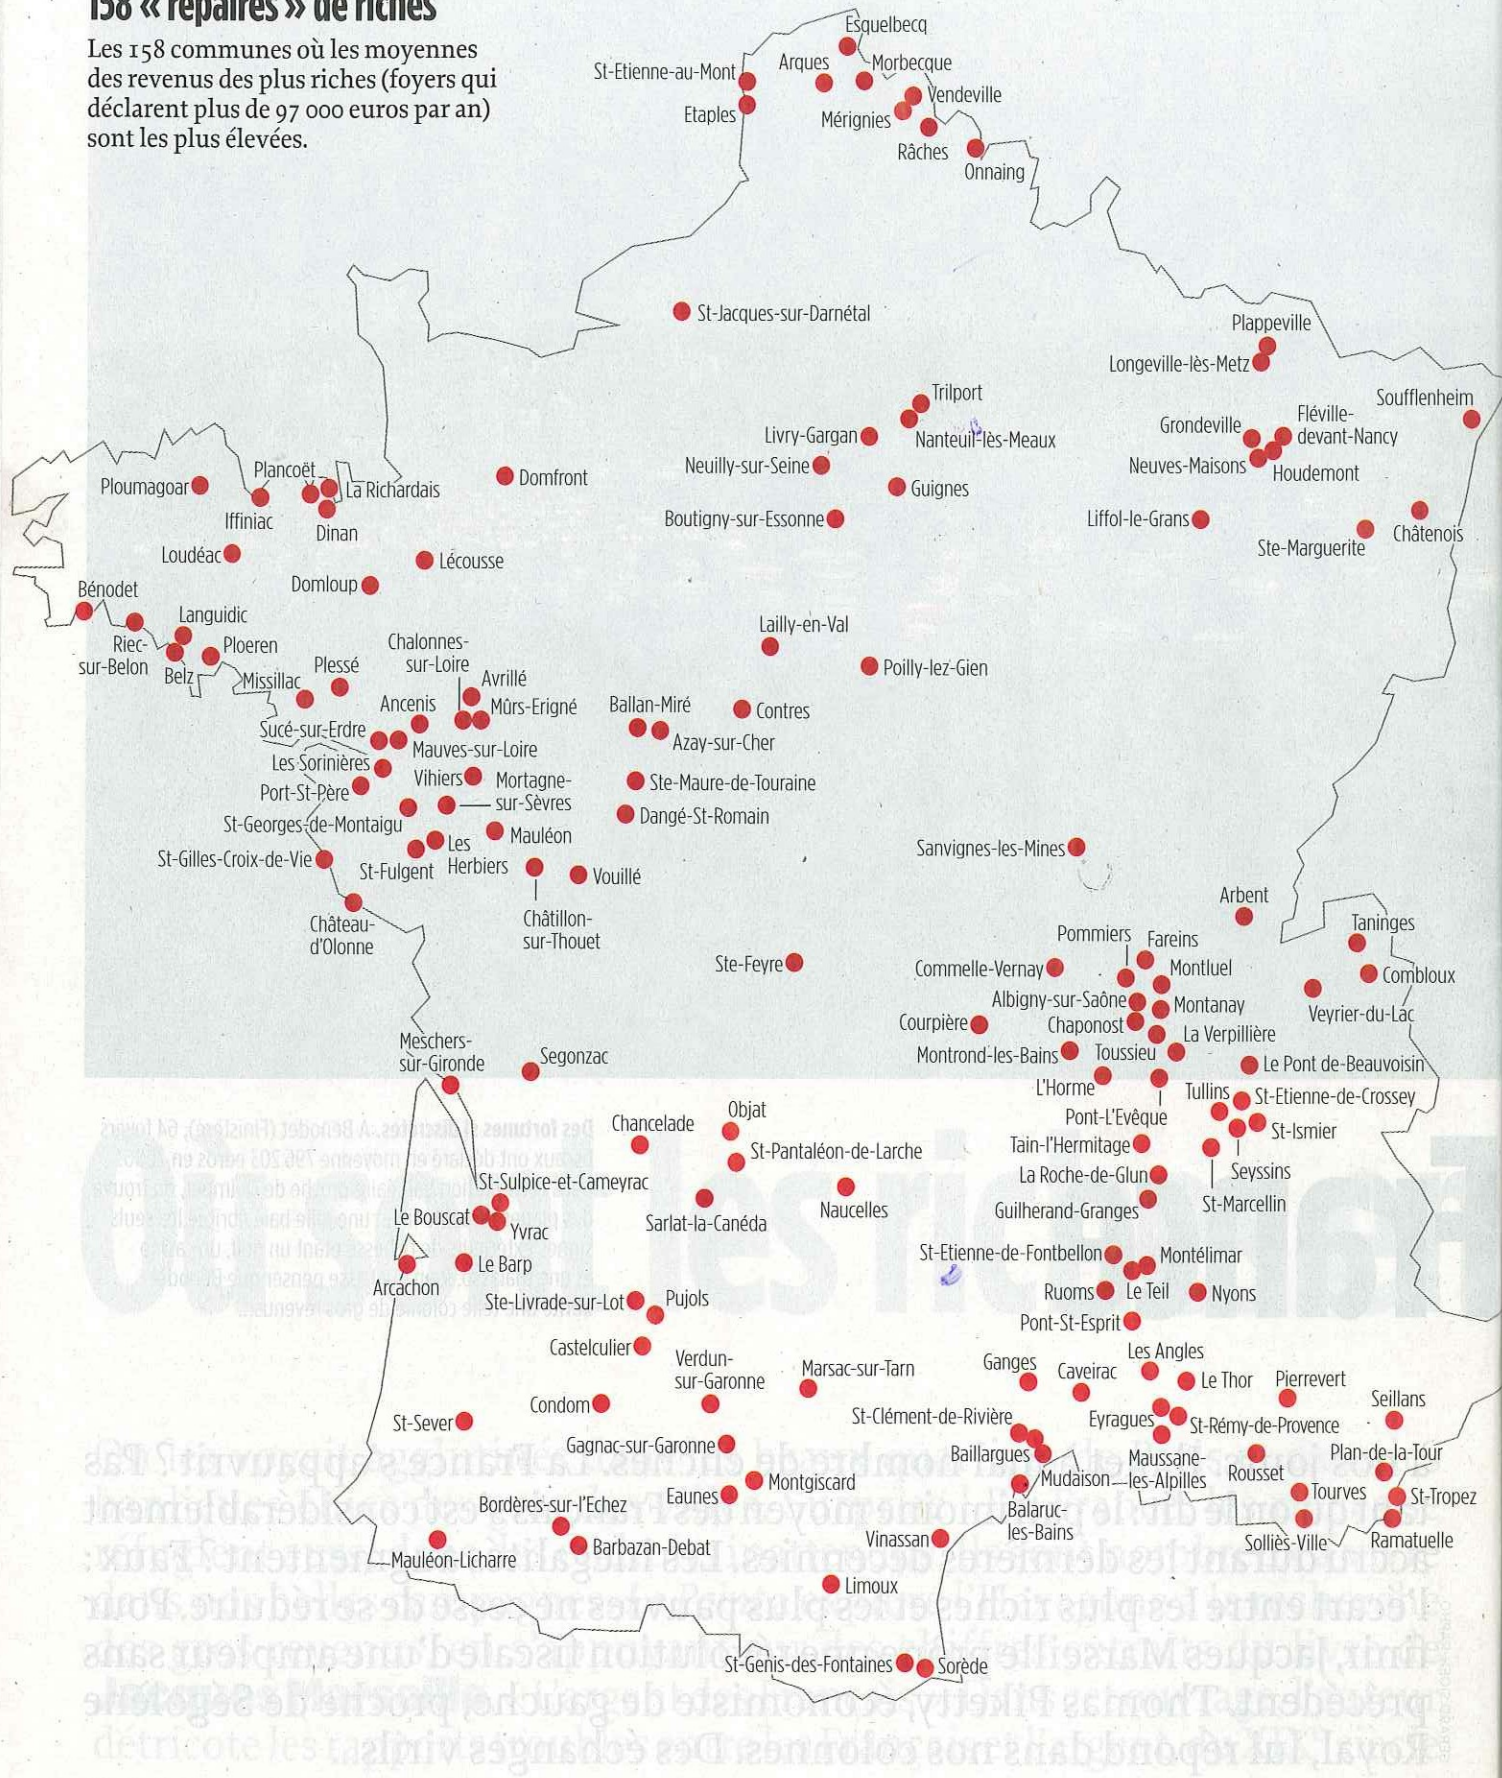 158 « repaires » de riches
Les 158 communes où les moyennes
des revenus des plus riches (foyers qui
déclarent plus de 97 000 euros par an)
sont les plus élevées.
Esquelbecq
St-Etienne-au-Mont
Arques
Morbecque
Etaples
Vendeville
Mérignies
Râches
Onnaing
St-Jacques-sur-Darnétal
Plappeville
Longeville-lès-Metz
Trilport
Soufflenheim
Livry-Gargan
Nanteuil-lès-Meaux
Grondeville
Fléville-
devant-Nancy
Neuilly-sur-Seine
Neuves-Maisons
Houdemont
Plancoët
Ploumagoar
La Richardais
Domfront
Guignes
Iffiniac
Dinan
Boutigny-sur-Essonne
Liffol-le-Grans
Châtenois
Ste-Marguerite
Loudéac
Lécousse
Domloup
Bénodet
Languidic
Riec-
sur-Belon
Ploeren
Belz
Chalonnes-
sur-Loire
Lailly-en-Val
Plessé
Missillac
Avrillé
Poilly-lez-Gien
Ancenis
Mûrs-Erigné
Ballan-Miré
Contres
Sucé-sur-Erdre
Mauves-sur-Loire
Azay-sur-Cher
Les Sorinières
Vihiers
Mortagne-
sur-Sèvres
Ste-Maure-de-Touraine
Port-St-Père
St-Georges-de-Montaigu
Dangé-St-Romain
Mauléon
Les
Herbiers
St-Gilles-Croix-de-Vie
St-Fulgent
Vouillé
Sanvignes-les-Mines
Château-
d'Olonne
Châtillon-
sur-Thouet
Arbent
Taninges
Pommiers
Fareins
Ste-Feyre
Commelle-Vernay
Montluel
Combloux
Albigny-sur-Saône
Montanay
Veyrier-du-Lac
Courpière
Chaponost
La Verpillière
Meschers-
sur-Gironde
Segonzac
Montrond-les-Bains
Toussieu
Le Pont de-Beauvoisin
L'Horme
Tullins
St-Etienne-de-Crossey
Pont-L'Evêque
Chancelade
Objat
St-Ismier
Tain-l'Hermitage
St-Pantaléon-de-Larche
Seyssins
La Roche-de-Glun
St-Marcellin
St-Sulpice-et-Cameyrac
Le Bouscat
Yvrac
Sarlat-la-Canéda
Naucelles
Guilherand-Granges
St-Etienne-de-Fontbellon
Montélimar
Le Barp
Arcachon
Ste-Livrade-sur-Lot
Pujols
Ruoms
Le Teil
Nyons
Pont-St-Esprit
Castelculier
Verdun-
sur-Garonne
Marsac-sur-Tarn
Ganges
Caveirac
Les Angles
Le Thor
Pierrevert
Seillans
Condom
St-Sever
St-Clément-de-Rivière
Eyragues
St-Rémy-de-Provence
Gagnac-sur-Garonne
Baillargues
Maussane-
les-Alpilles
Rousset
Plan-de-la-Tour
Mudaison
Montgiscard
Eaunes
Tourves
St-Tropez
Bordères-sur-l'Echez
Balaruc-
les-Bains
Vinassan
Solliès-Ville
Ramatuelle
Mauléon-Licharre
Barbazan-Debat
Limoux
St-Génis-des-Fontaines
Sorède